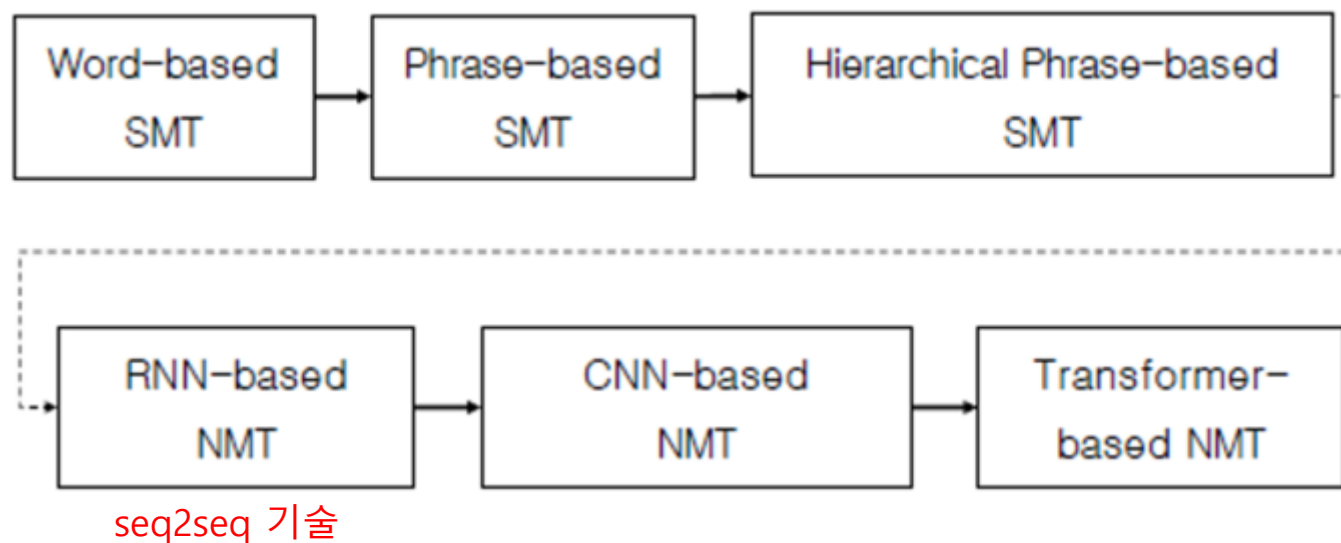 Word-based
SMT
Phrase-based
SMT
Hierarchical Phrase-based
SMT
RNN-based
NMT
CNN-based
NMT
Transformer-
based NMT
seq2seq 기술